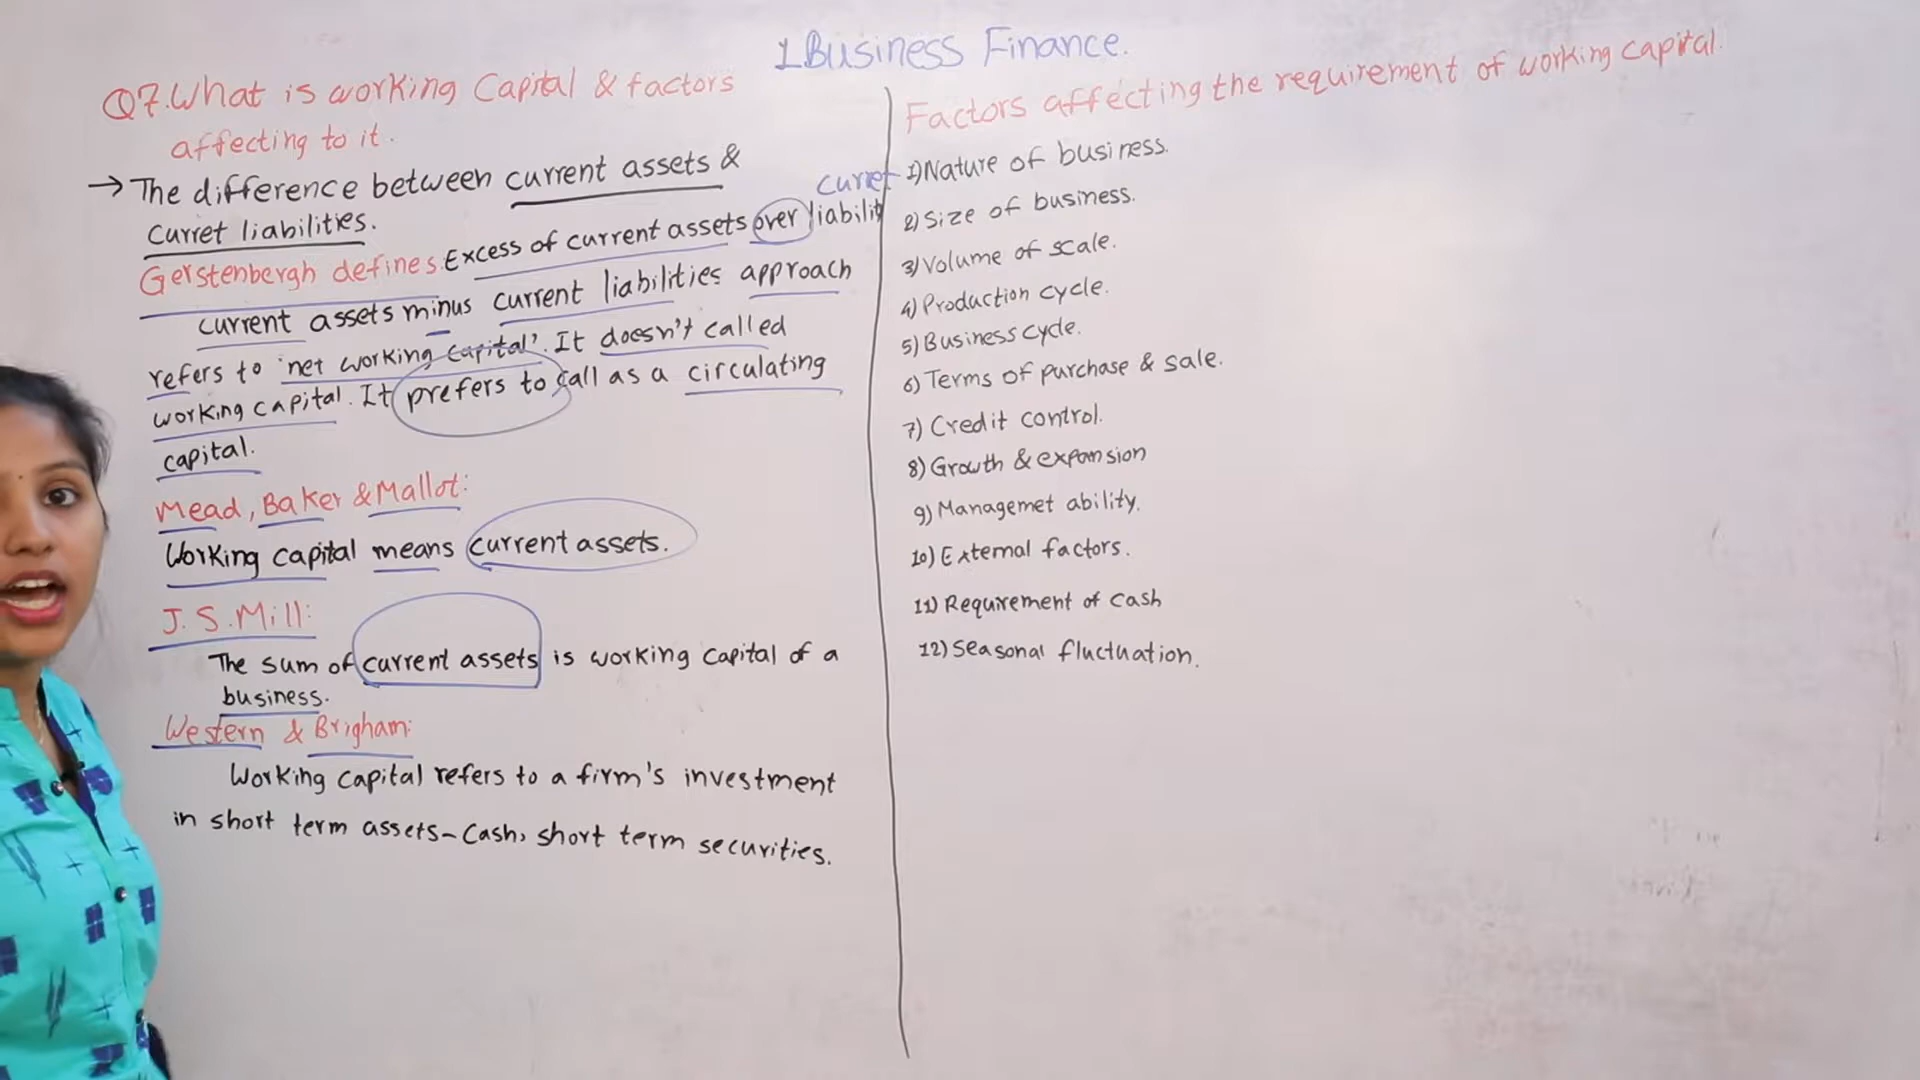 1.Business Finance.
Q7.What is working Capital & factors
affecting to it.
→ The difference between current assets &
curret liabilities.
Gerstenbergh defines Excess of current assets over curret liabilit
current assets minus current liabilities approach
refers to 'net working capital'. It doesn't called
working capital. It prefers to call as a circulating
capital.
Mead, Baker & Mallot:
Working capital means current assets.
J. S. Mill:
The sum of current assets is working capital of a
business.
Western & Brigham:
Working capital refers to a firm's investment
in short term assets - Cash, short term securities.
Factors affecting the requirement of working capital.
1) Nature of business.
2) Size of business.
3) Volume of scale.
4) Production cycle.
5) Business cycle.
6) Terms of purchase & sale.
7) Credit control.
8) Growth & expansion
9) Managemet ability.
10) External factors.
11) Requirement of cash
12) Seasonal fluctuation.